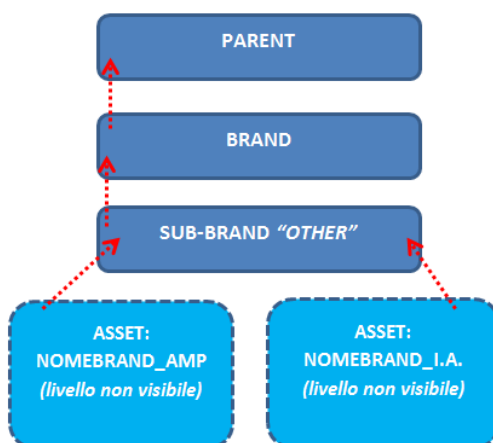 PARENT
BRAND
SUB-BRAND “OTHER”
ASSET:
NOMEBRAND_AMP
(livello non visibile)
ASSET:
NOMEBRAND_I.A.
(livello non visibile)